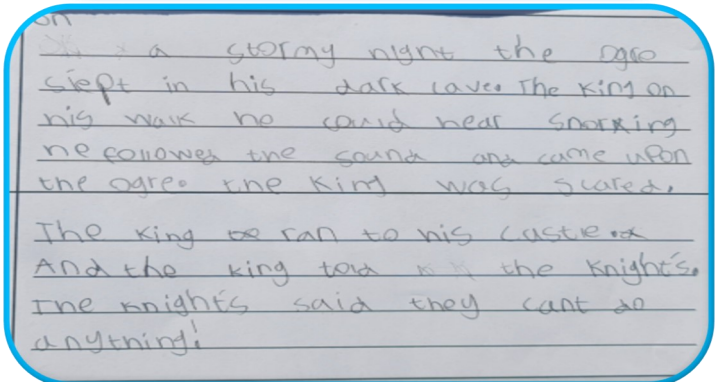 on
a stormy night the ogre
slept in his dark cave. The King on
his walk he could hear snorking
he followed the sound and came upon
the ogre. the King was scared.
The King ran to his castle.
And the king told the Knight's.
The Knight's said they cant do
anything!